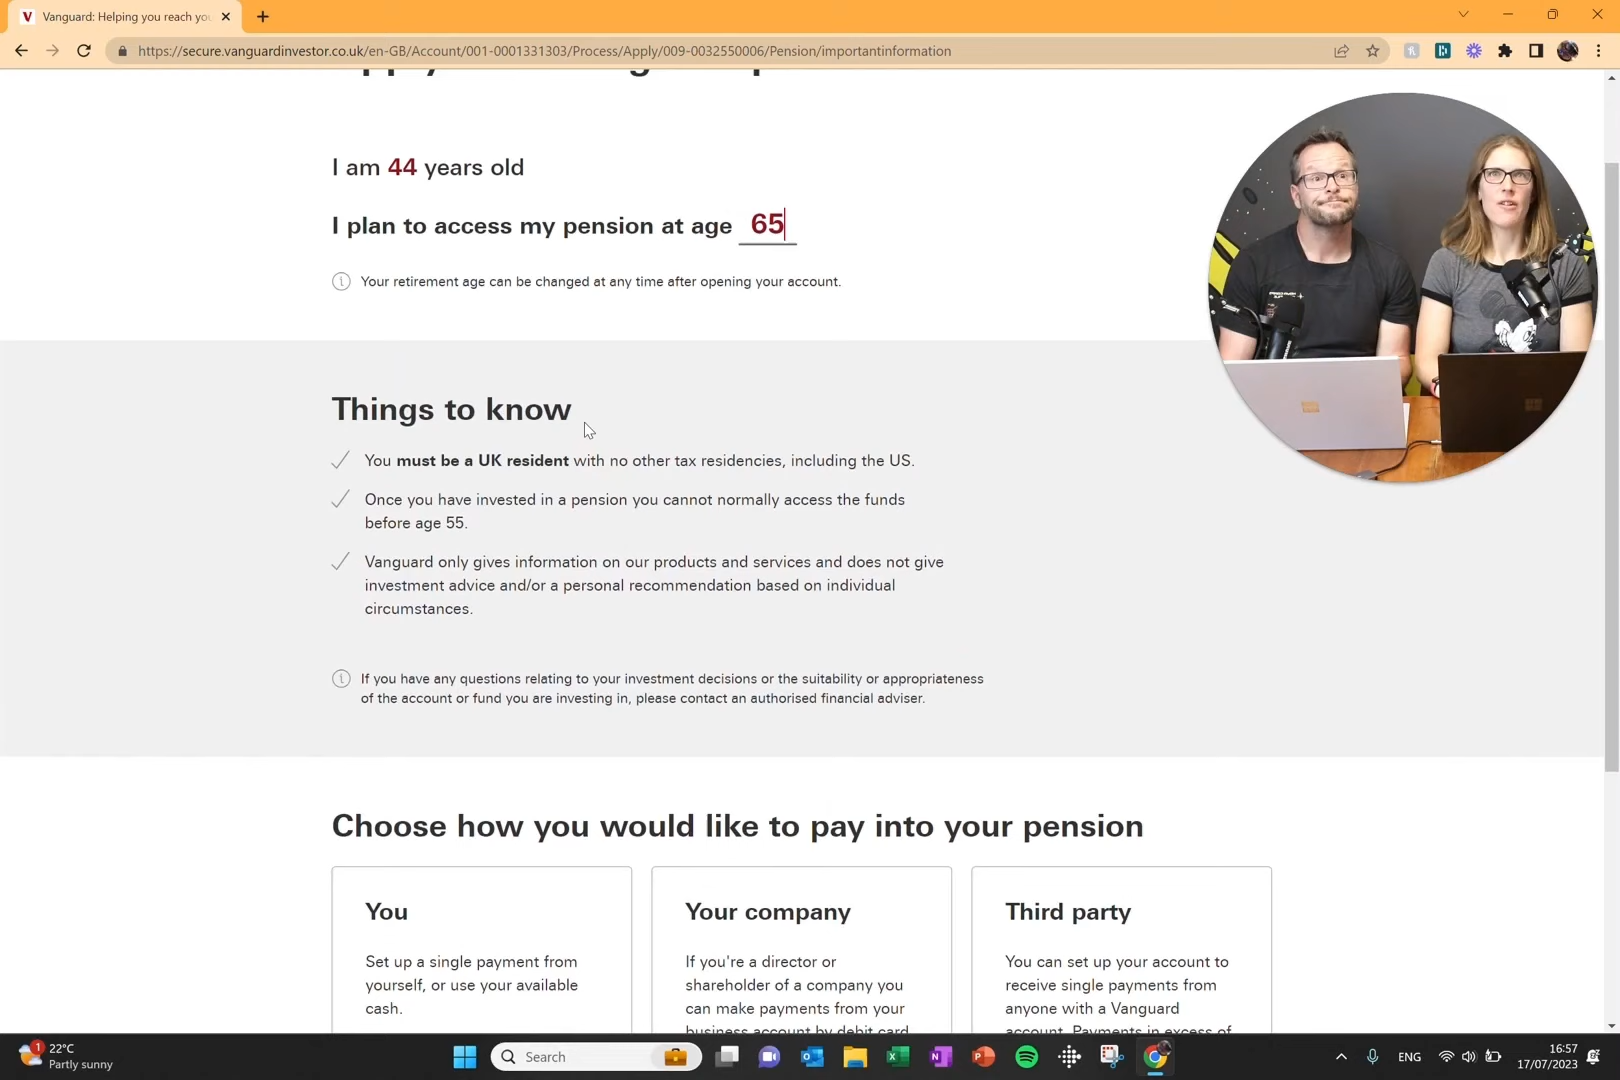 Vanguard: Helping you reach yo
https://secure.vanguardinvestor.co.uk/en-GB/Account/001-0001331303/Process/Apply/009-0032550006/Pension/importantinformation
I am 44 years old
I plan to access my pension at age 65
Your retirement age can be changed at any time after opening your account.
Things to know
You must be a UK resident with no other tax residencies, including the US.
Once you have invested in a pension you cannot normally access the funds
before age 55.
Vanguard only gives information on our products and services and does not give
investment advice and/or a personal recommendation based on individual
circumstances.
If you have any questions relating to your investment decisions or the suitability or appropriateness
of the account or fund you are investing in, please contact an authorised financial adviser.
Choose how you would like to pay into your pension
You
Set up a single payment from
yourself, or use your available
cash.
Your company
If you're a director or
shareholder of a company you
can make payments from your
business account by debit card
Third party
You can set up your account to
receive single payments from
anyone with a Vanguard
account. Payments in excess of
1
22°C
Partly sunny
Search
ENG
16:57
17/07/2023